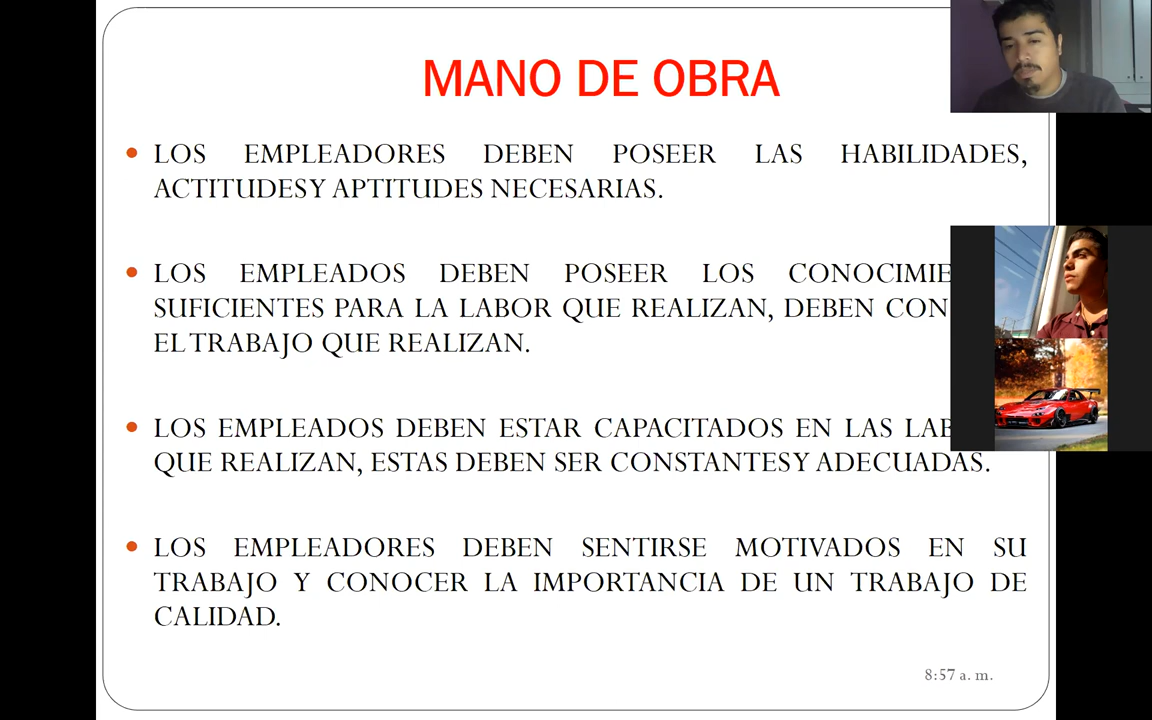 MANO DE OBRA
LOS EMPLEADORES DEBEN POSEER LAS HABILIDADES,
ACTITUDES Y APTITUDES NECESARIAS.
LOS EMPLEADOS DEBEN POSEER LOS
SUFICIENTES PARA LA LABOR QUE REALIZAN, DEBEN
EL TRABAJO QUE REALIZAN.
LOS EMPLEADOS DEBEN ESTAR CAPACITADOS EN LAS
QUE REALIZAN, ESTAS DEBEN SER CONSTANTES Y ADECUADAS.
LOS EMPLEADORES DEBEN SENTIRSE MOTIVADOS EN SU
TRABAJO Y CONOCER LA IMPORTANCIA DE UN TRABAJO DE
CALIDAD.
8:57 a. m.